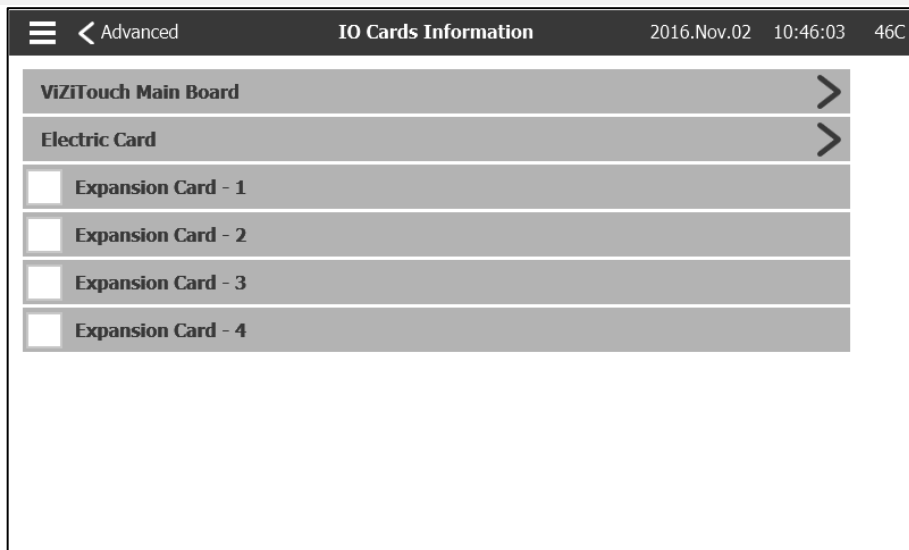 Advanced IO Cards Information 2016.Nov.02 10:46:03 46C
ViZiTouch Main Board
Electric Card
Expansion Card - 1
Expansion Card - 2
Expansion Card - 3
Expansion Card - 4